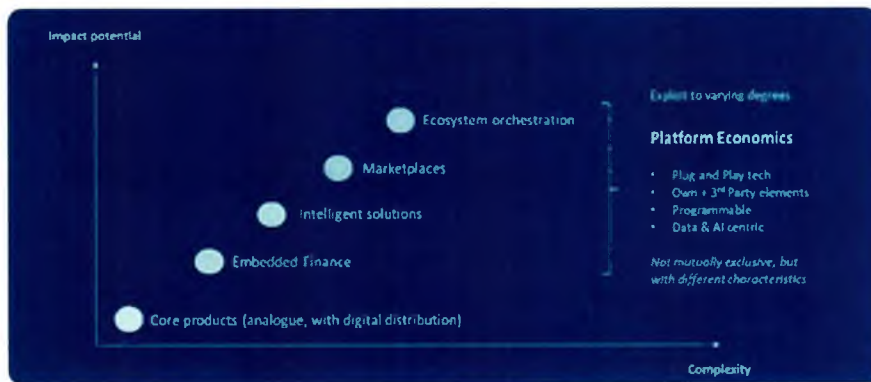 Impact potential
Exploit to varying degrees
Ecosystem orchestration
Platform Economics
Marketplaces
• Plug and Play tech
• Own + 3rd Party elements
Intelligent solutions
• Programmable
• Data & AI centric
Embedded Finance
Not mutually exclusive, but
with different characteristics
Core products (analogue, with digital distribution)
Complexity